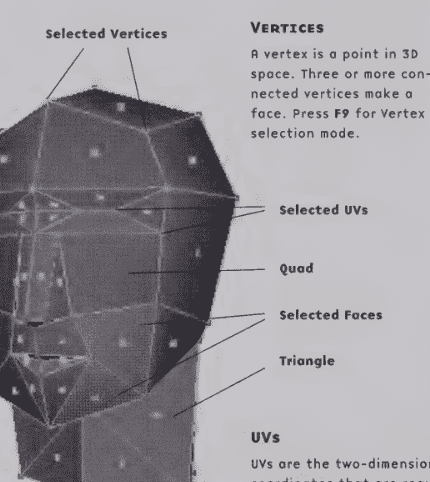 Selected Vertices
VERTICES
A vertex is a point in 3D
space. Three or more con-
nected vertices make a
face. Press F9 for Vertex
selection mode.
Selected UVs
Quad
Selected Faces
Triangle
UVs
UVs are the two-dimension